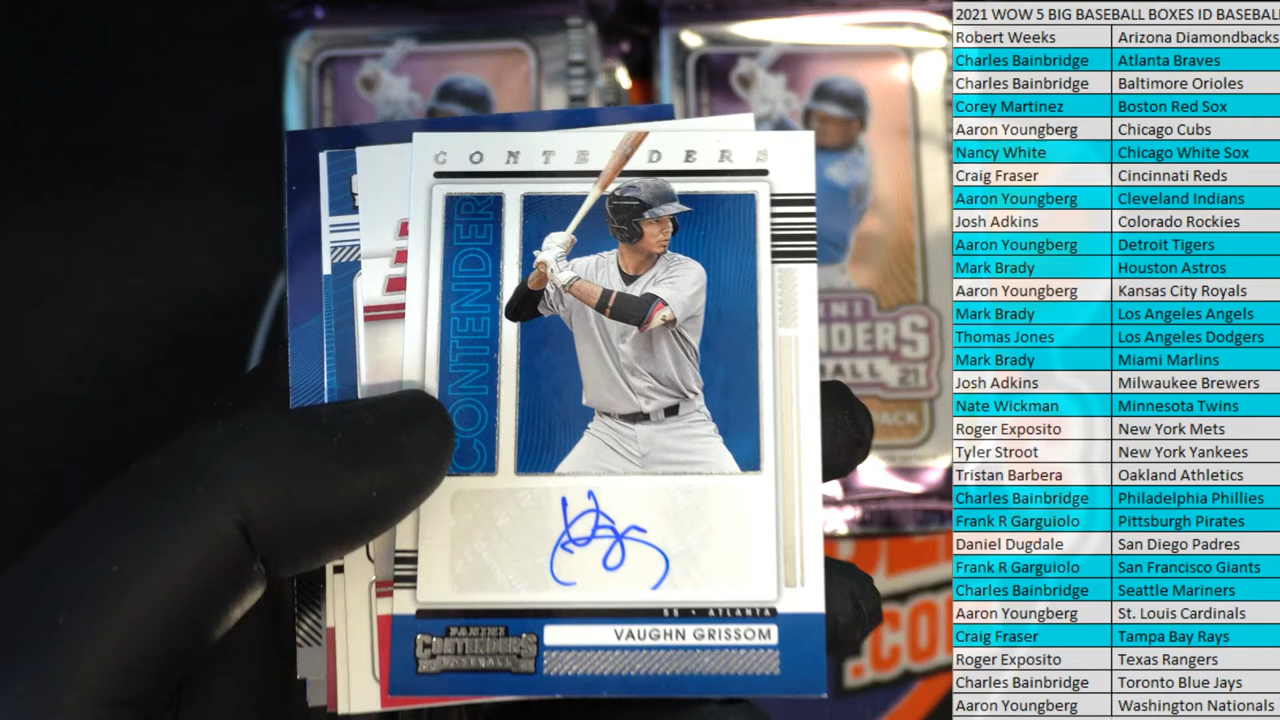 CONTENDERS
CONTENDER
SS • ATLANTA
VAUGHN GRISSOM
PANINI
CONTENDERS
BASEBALL
NDERS
BALL 21
.CO
2021 WOW 5 BIG BASEBALL BOXES ID BASEBALL
Robert Weeks Arizona Diamondbacks
Charles Bainbridge Atlanta Braves
Charles Bainbridge Baltimore Orioles
Corey Martinez Boston Red Sox
Aaron Youngberg Chicago Cubs
Nancy White Chicago White Sox
Craig Fraser Cincinnati Reds
Aaron Youngberg Cleveland Indians
Josh Adkins Colorado Rockies
Aaron Youngberg Detroit Tigers
Mark Brady Houston Astros
Aaron Youngberg Kansas City Royals
Mark Brady Los Angeles Angels
Thomas Jones Los Angeles Dodgers
Mark Brady Miami Marlins
Josh Adkins Milwaukee Brewers
Nate Wickman Minnesota Twins
Roger Exposito New York Mets
Tyler Stroot New York Yankees
Tristan Barbera Oakland Athletics
Charles Bainbridge Philadelphia Phillies
Frank R Garguiolo Pittsburgh Pirates
Daniel Dugdale San Diego Padres
Frank R Garguiolo San Francisco Giants
Charles Bainbridge Seattle Mariners
Aaron Youngberg St. Louis Cardinals
Craig Fraser Tampa Bay Rays
Roger Exposito Texas Rangers
Charles Bainbridge Toronto Blue Jays
Aaron Youngberg Washington Nationals